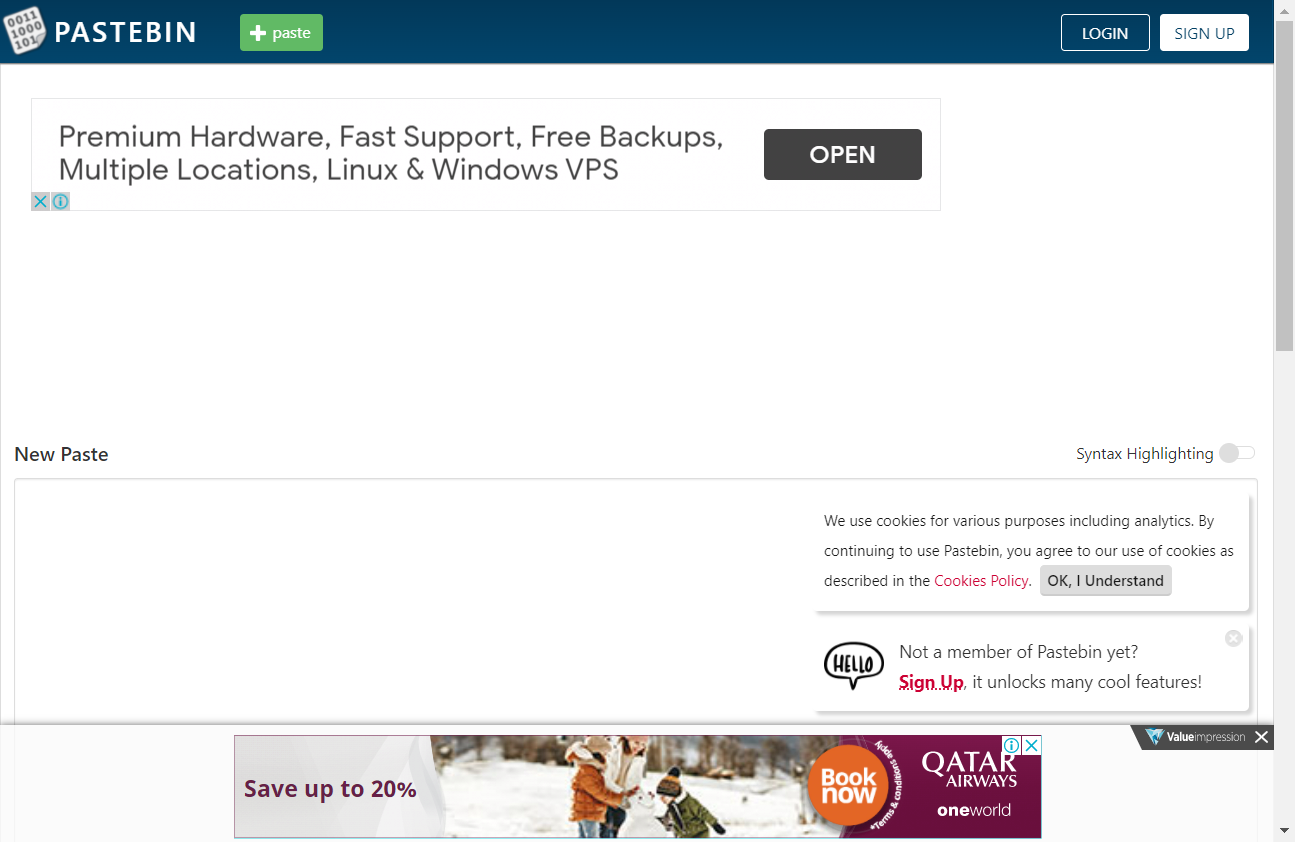 0011
1000
101
PASTEBIN
paste
LOGIN
SIGN UP
Premium Hardware, Fast Support, Free Backups,
Multiple Locations, Linux & Windows VPS
OPEN
New Paste
Syntax Highlighting
We use cookies for various purposes including analytics. By
continuing to use Pastebin, you agree to our use of cookies as
described in the Cookies Policy. OK, I Understand
HELLO
Not a member of Pastebin yet?
Sign Up, it unlocks many cool features!
Valueimpression
Save up to 20%
Book
now
*Terms & conditions apply
QATAR
AIRWAYS
oneworld